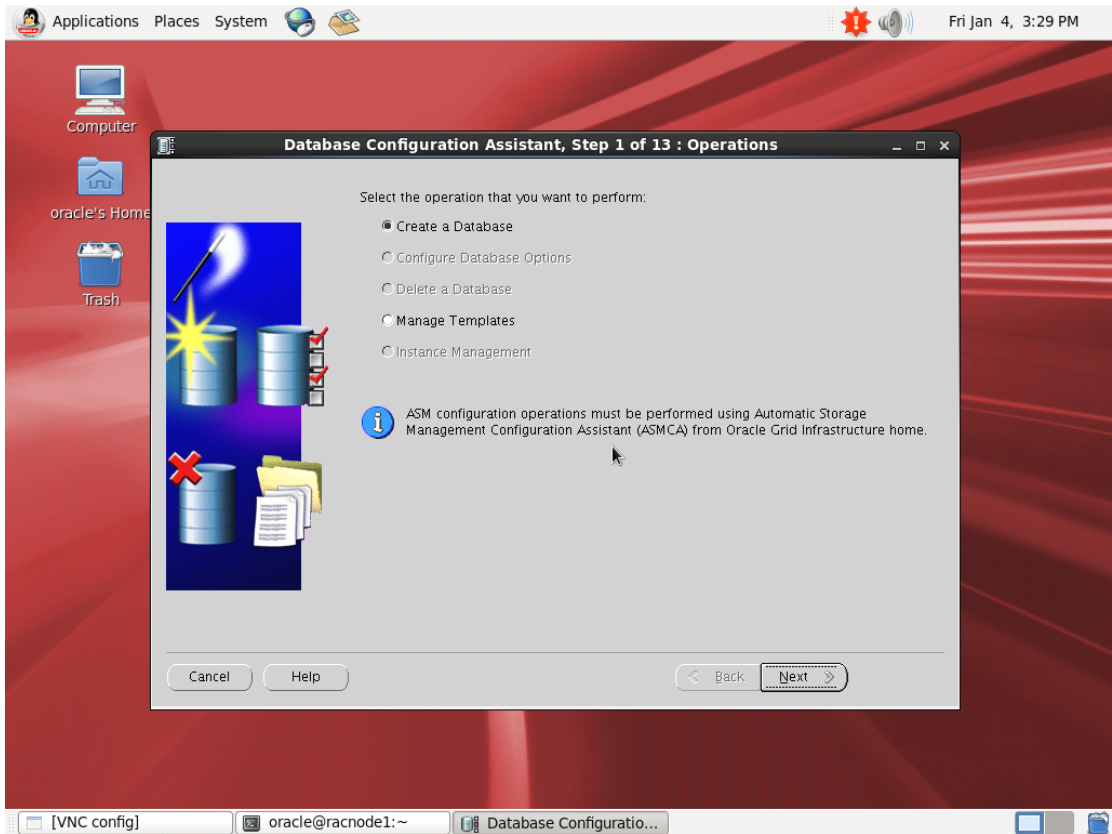 Applications Places System
Fri Jan 4, 3:29 PM
Computer
oracle's Home
Trash
Database Configuration Assistant, Step 1 of 13 : Operations
Select the operation that you want to perform:
Create a Database
Configure Database Options
Delete a Database
Manage Templates
Instance Management
ASM configuration operations must be performed using Automatic Storage
Management Configuration Assistant (ASMCA) from Oracle Grid Infrastructure home.
Cancel Help Back Next
[VNC config] oracle@racnode1:~ Database Configuratio...